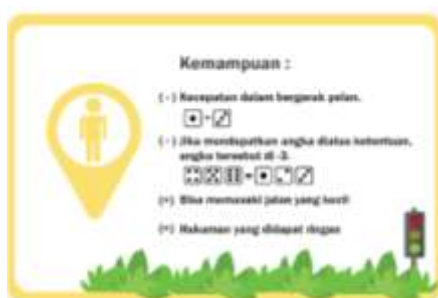 Kemampuan :
(-) Kecepatan dalam bergerak pelan.
(-) Jika mendapatkan angka diatas ketentuan,
angka tersebut di -3.
(+) Bisa memasuki jalan yang kecil
(+) Hukuman yang didapat ringan